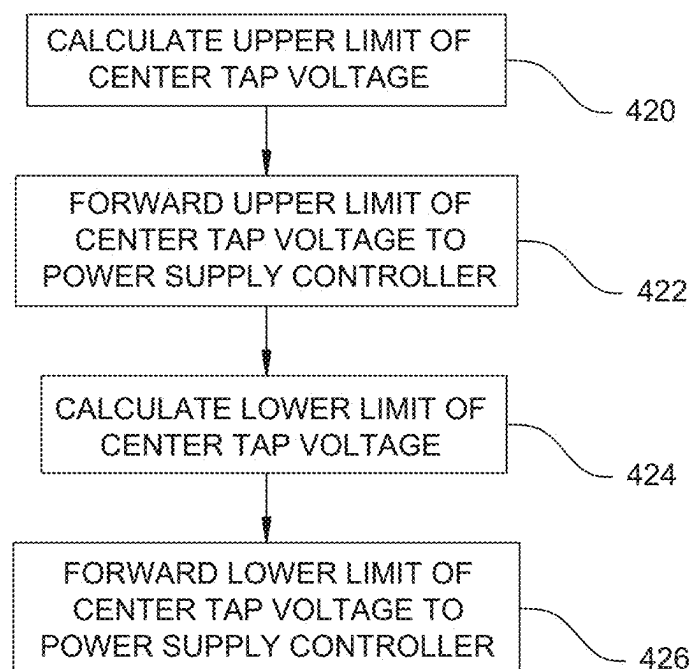 CALCULATE UPPER LIMIT OF
CENTER TAP VOLTAGE
420
FORWARD UPPER LIMIT OF
CENTER TAP VOLTAGE TO
POWER SUPPLY CONTROLLER
422
CALCULATE LOWER LIMIT OF
CENTER TAP VOLTAGE
424
FORWARD LOWER LIMIT OF
CENTER TAP VOLTAGE TO
POWER SUPPLY CONTROLLER
426